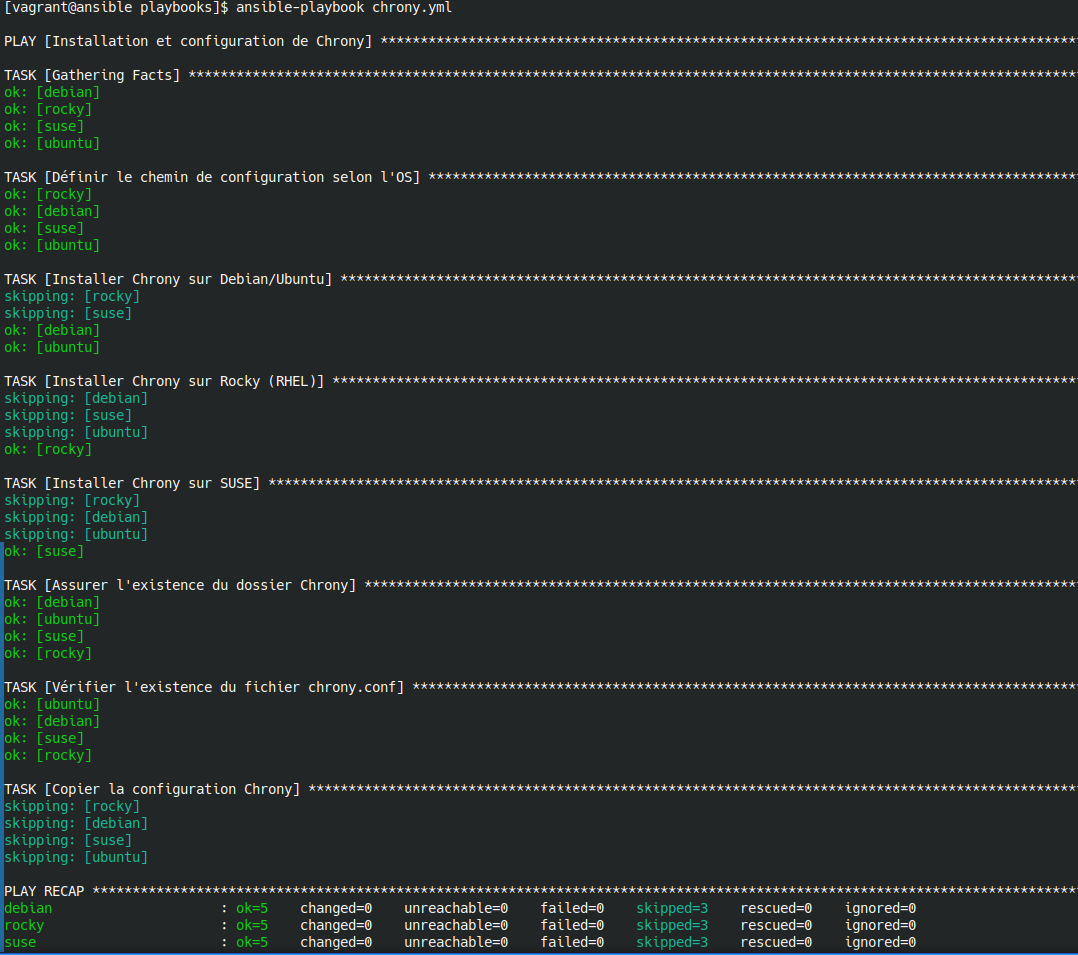 [vagrant@ansible playbooks]$ ansible-playbook chrony.yml
PLAY [Installation et configuration de Chrony] ***************************************************************************************
TASK [Gathering Facts] ***************************************************************************************************************
ok: [debian]
ok: [rocky]
ok: [suse]
ok: [ubuntu]
TASK [Définir le chemin de configuration selon l'OS] *********************************************************************************
ok: [rocky]
ok: [debian]
ok: [suse]
ok: [ubuntu]
TASK [Installer Chrony sur Debian/Ubuntu] ********************************************************************************************
skipping: [rocky]
skipping: [suse]
ok: [debian]
ok: [ubuntu]
TASK [Installer Chrony sur Rocky (RHEL)] *********************************************************************************************
skipping: [debian]
skipping: [suse]
skipping: [ubuntu]
ok: [rocky]
TASK [Installer Chrony sur SUSE] *****************************************************************************************************
skipping: [rocky]
skipping: [debian]
skipping: [ubuntu]
ok: [suse]
TASK [Assurer l'existence du dossier Chrony] *****************************************************************************************
ok: [debian]
ok: [ubuntu]
ok: [suse]
ok: [rocky]
TASK [Vérifier l'existence du fichier chrony.conf] ***********************************************************************************
ok: [ubuntu]
ok: [debian]
ok: [suse]
ok: [rocky]
TASK [Copier la configuration Chrony] ************************************************************************************************
skipping: [rocky]
skipping: [debian]
skipping: [suse]
skipping: [ubuntu]
PLAY RECAP ***************************************************************************************************************************
debian : ok=5 changed=0 unreachable=0 failed=0 skipped=3 rescued=0 ignored=0
rocky : ok=5 changed=0 unreachable=0 failed=0 skipped=3 rescued=0 ignored=0
suse : ok=5 changed=0 unreachable=0 failed=0 skipped=3 rescued=0 ignored=0